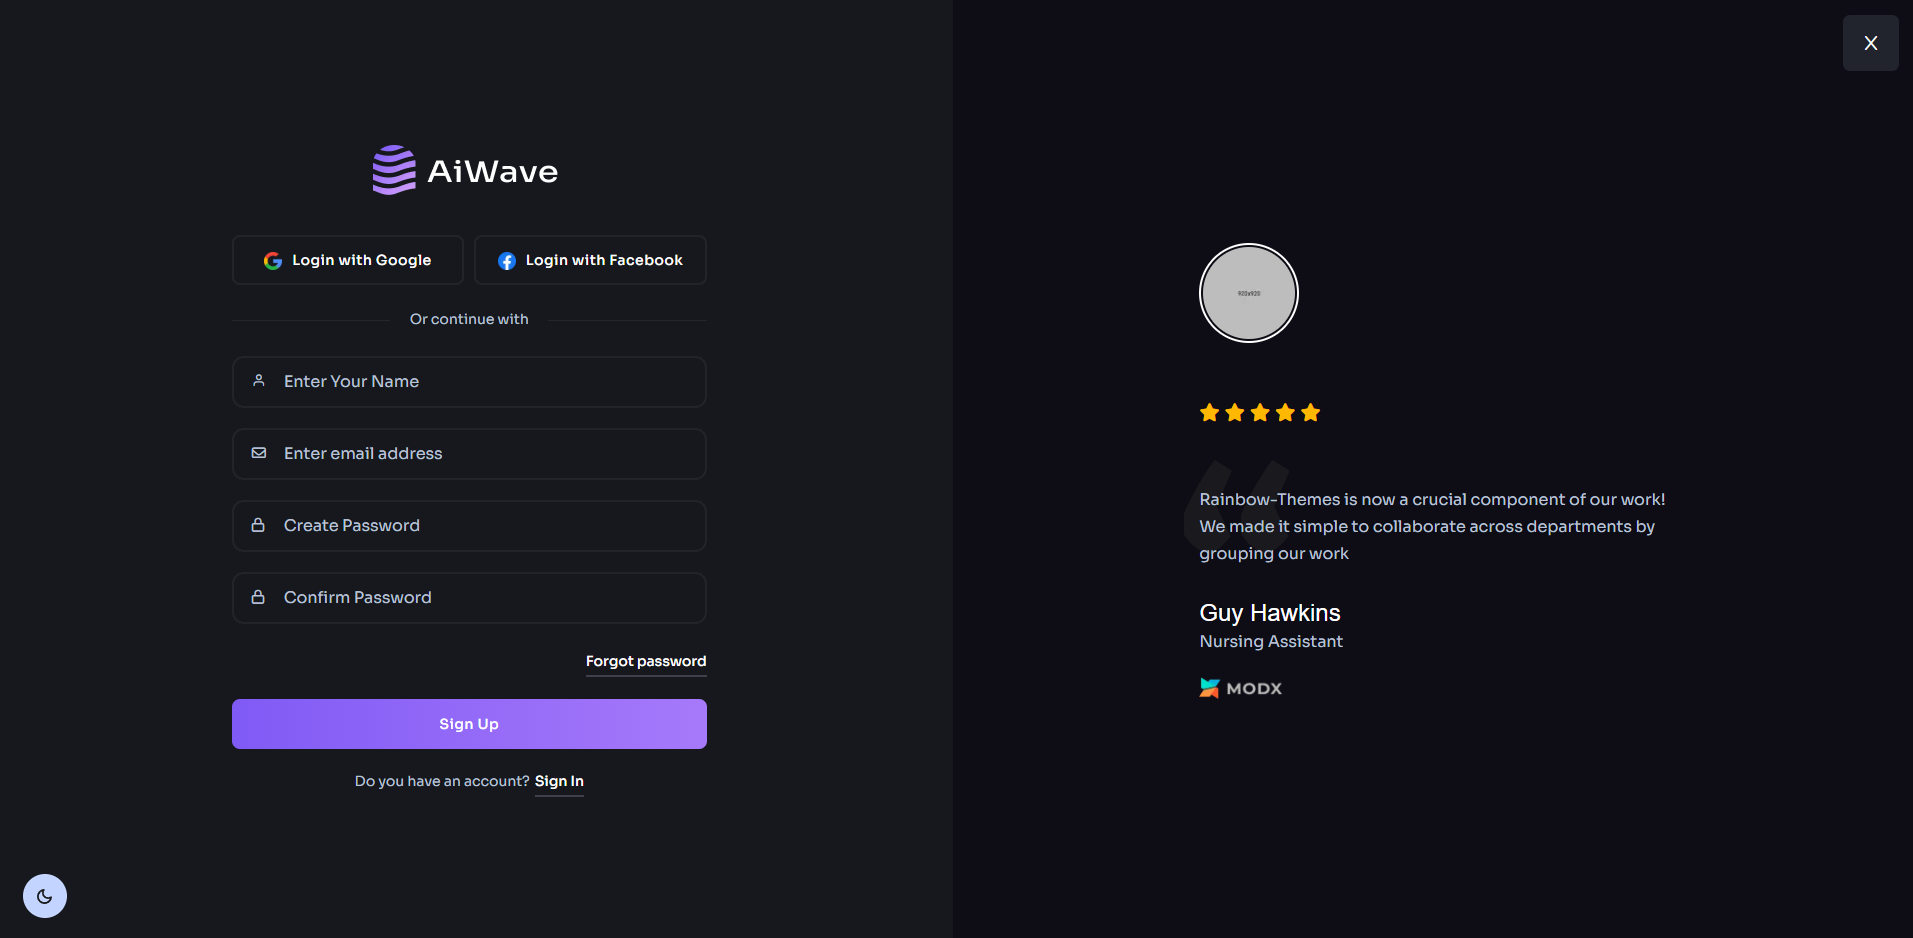 AiWave
Login with Google
Login with Facebook
Or continue with
Enter Your Name
Enter email address
Create Password
Confirm Password
Forgot password
Sign Up
Do you have an account? Sign In
X
920x920
Rainbow-Themes is now a crucial component of our work!
We made it simple to collaborate across departments by
grouping our work
Guy Hawkins
Nursing Assistant
MODX